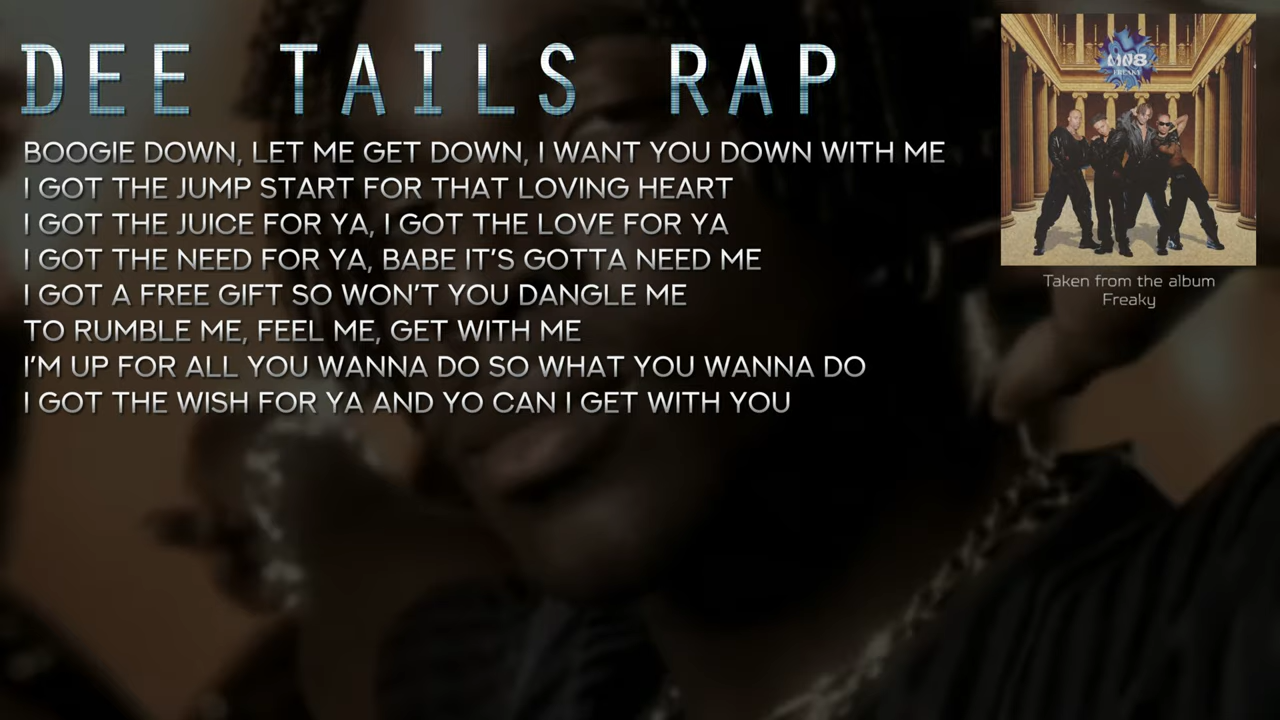 DEE TAILS RAP
BOOGIE DOWN, LET ME GET DOWN, I WANT YOU DOWN WITH ME
I GOT THE JUMP START FOR THAT LOVING HEART
I GOT THE JUICE FOR YA, I GOT THE LOVE FOR YA
I GOT THE NEED FOR YA, BABE IT'S GOTTA NEED ME
I GOT A FREE GIFT SO WON'T YOU DANGLE ME
TO RUMBLE ME, FEEL ME, GET WITH ME
I'M UP FOR ALL YOU WANNA DO SO WHAT YOU WANNA DO
I GOT THE WISH FOR YA AND YO CAN I GET WITH YOU
MN8
FREAKY
Taken from the album
Freaky